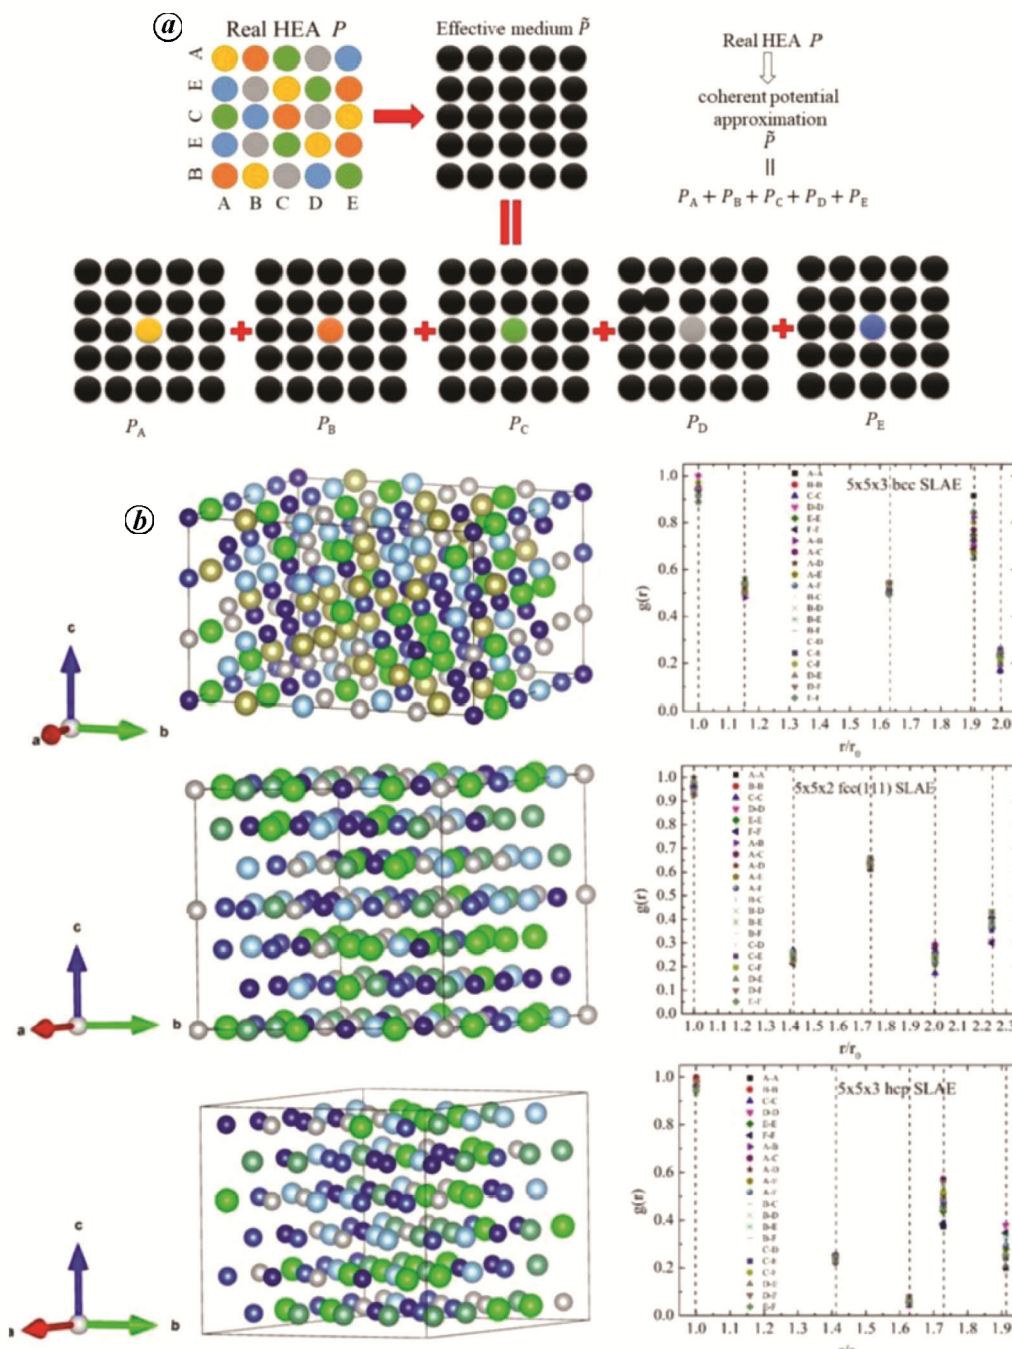 a
Real HEA P
A
E
C
E
B
A B C D E
Effective medium P̃
Real HEA P
coherent potential
approximation
P̃
=
P_A + P_B + P_C + P_D + P_E
P_A
P_B
P_C
P_D
P_E
b
c
a
b
5x5x3 bcc SLAE
A-A
B-B
C-C
D-D
E-E
F-F
A-B
A-C
A-D
A-E
A-F
B-C
B-D
B-E
B-F
C-D
C-E
C-F
D-E
D-F
g(r)
1.0
0.8
0.6
0.4
0.2
0.0
1.0 1.1 1.2 1.3 1.4 1.5 1.6 1.7 1.8 1.9 2.0
r/r0
c
a
b
5x5x2 fcc(111) SLAE
A-A
B-B
C-C
D-D
E-E
F-F
A-B
A-C
A-D
A-E
A-F
B-C
B-D
B-E
B-F
C-D
C-E
C-F
D-E
D-F
E-F
g(r)
1.0
0.9
0.8
0.7
0.6
0.5
0.4
0.3
0.2
0.1
0.0
1.0 1.1 1.2 1.3 1.4 1.5 1.6 1.7 1.8 1.9 2.0 2.1 2.2 2.3
r/r0
c
a
b
5x5x3 hcp SLAE
A-A
B-B
C-C
D-D
E-E
F-F
A-B
A-C
A-D
B-C
B-D
B-E
B-F
C-D
C-E
D-F
E-F
g(r)
1.0
0.8
0.6
0.4
0.2
0.0
1.0 1.1 1.2 1.3 1.4 1.5 1.6 1.7 1.8 1.9